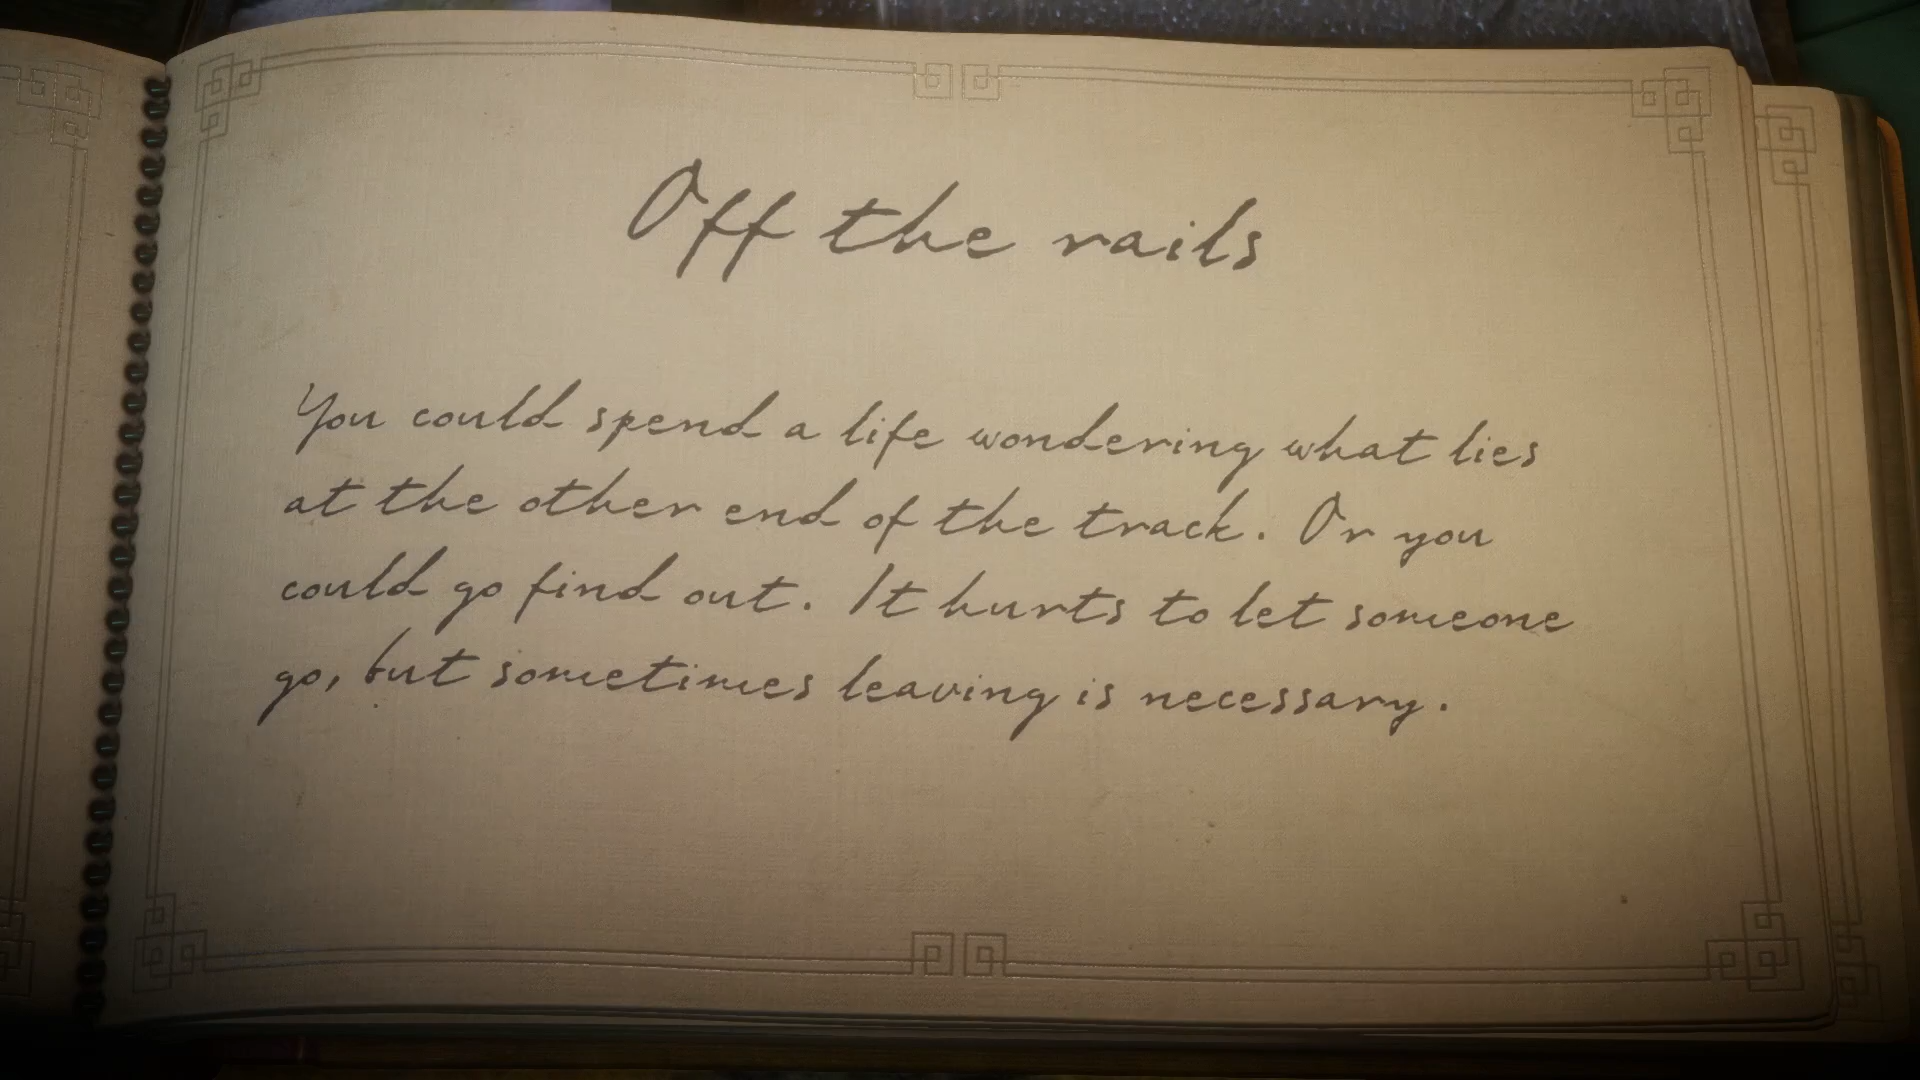 Off the rails
You could spend a life wondering what lies
at the other end of the track. Or you
could go find out. It hurts to let someone
go, but sometimes leaving is necessary.